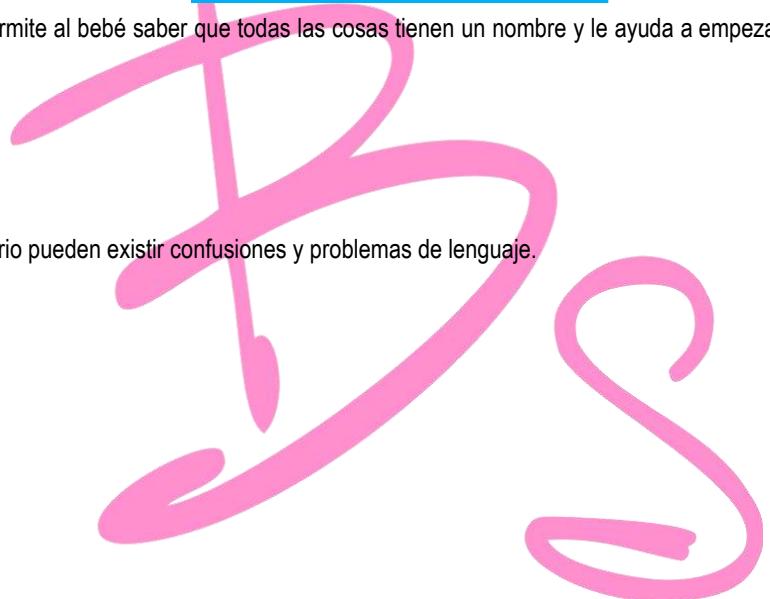 rmite al bebé saber que todas las cosas tienen un nombre y le ayuda a empeza
rio pueden existir confusiones y problemas de lenguaje.
BS